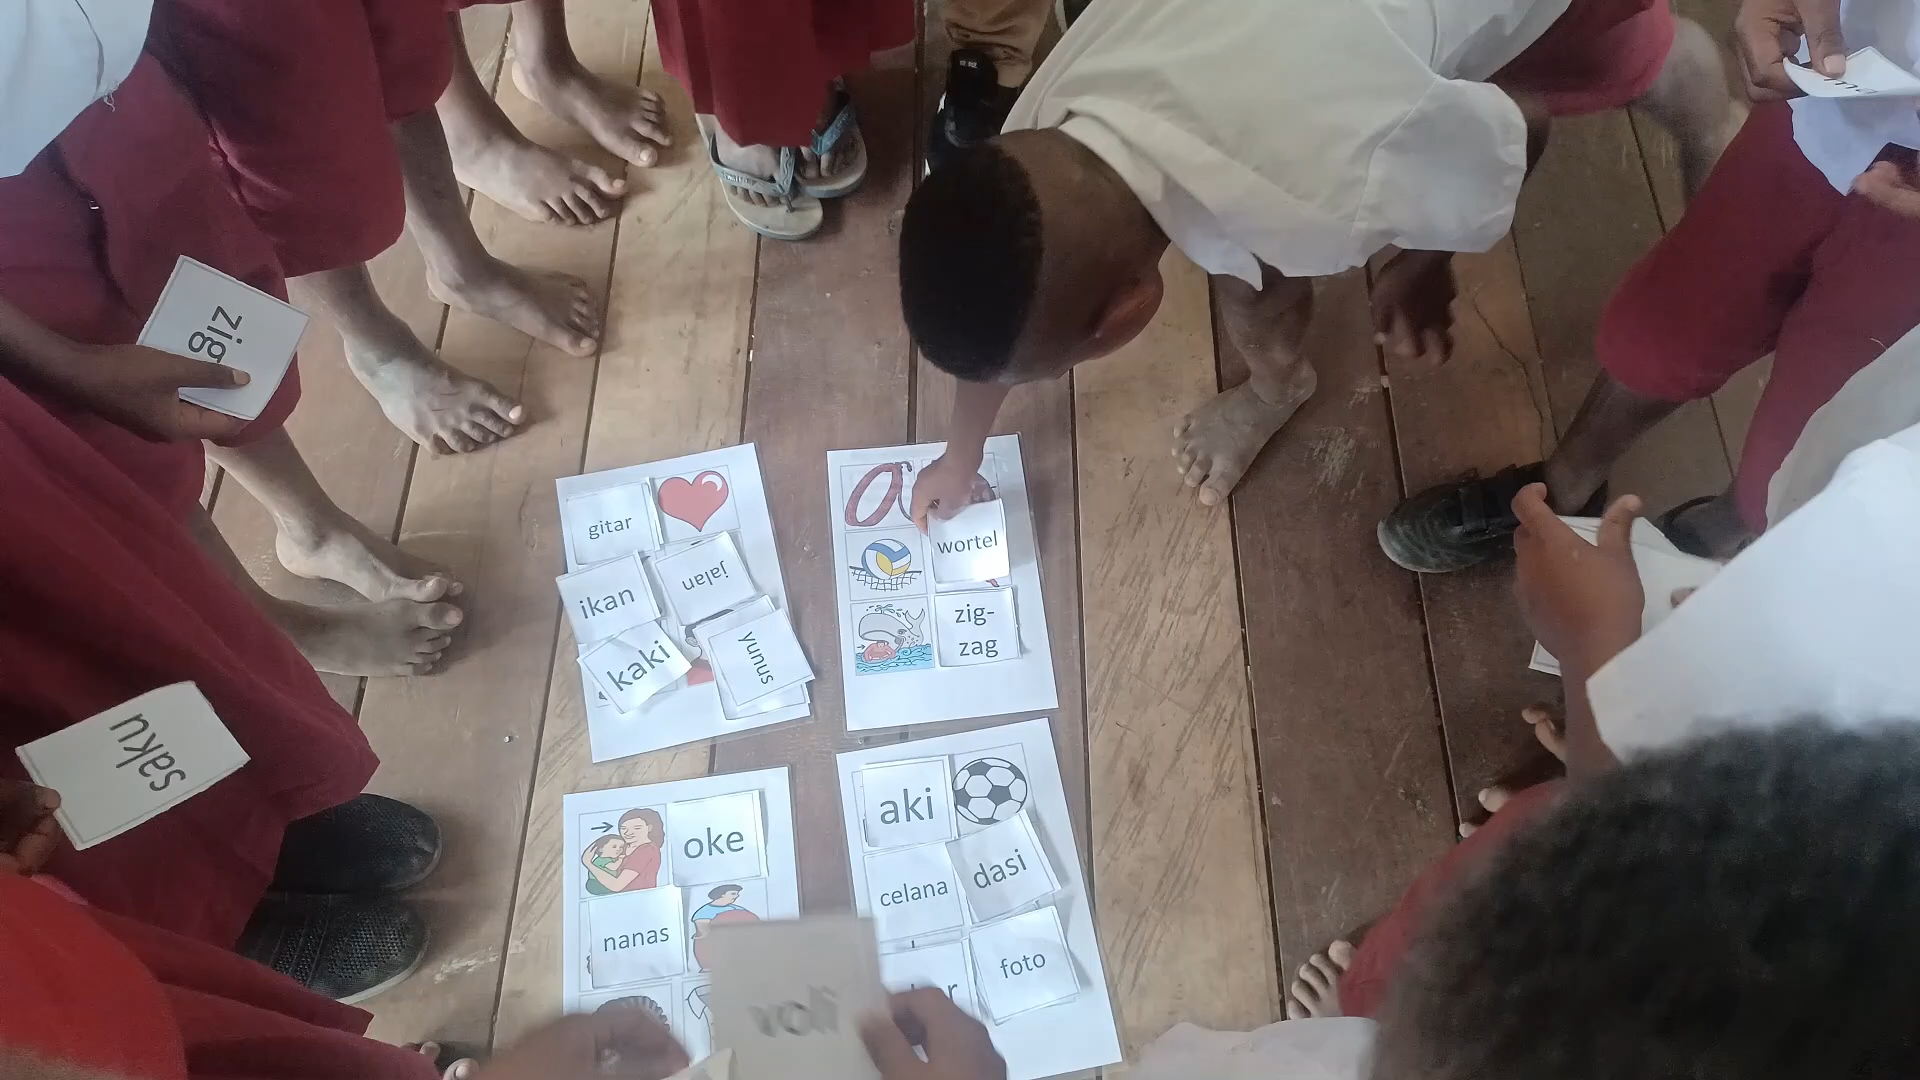 zig
saku
gitar
ikan
jalan
kaki
yunus
wortel
zig-
zag
oke
nanas
aki
celana
dasi
foto
voli